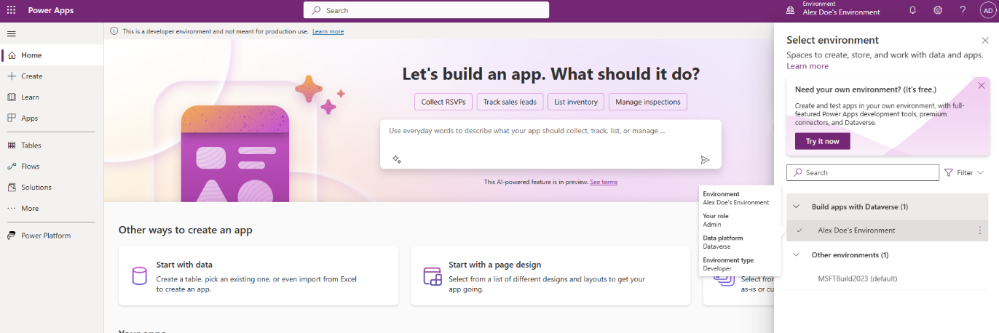 Power Apps
Search
Environment
Alex Doe's Environment
AD
This is a developer environment and not meant for production use. Learn more
Home
Create
Learn
Apps
Tables
Flows
Solutions
More
Power Platform
Let's build an app. What should it do?
Collect RSVPs
Track sales leads
List inventory
Manage inspections
Use everyday words to describe what your app should collect, track, list, or manage ...
This AI-powered feature is in preview. See terms
Other ways to create an app
Start with data
Create a table, pick an existing one, or even import from Excel
to create an app.
Start with a page design
Select from a list of different designs and layouts to get your
app going.
Select from
as-is or cu
Environment
Alex Doe's Environment
Your role
Admin
Data platform
Dataverse
Environment type
Developer
Select environment
Spaces to create, store, and work with data and apps.
Learn more
Need your own environment? (It's free.)
Create and test apps in your own environment, with full-
featured Power Apps development tools, premium
connectors, and Dataverse.
Try it now
Search
Filter
Build apps with Dataverse (1)
Alex Doe's Environment
Other environments (1)
MSFTBuild2023 (default)